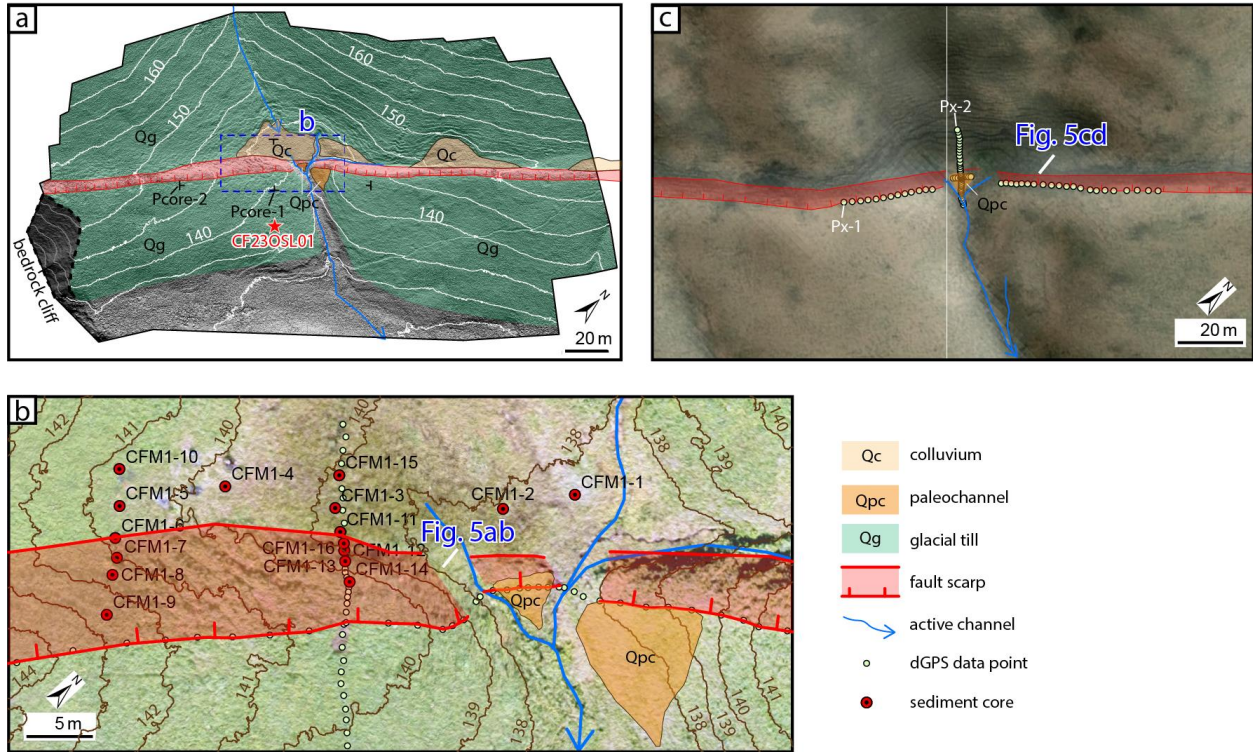 a
160
160
150
150
Qg
b
Qc
Qc
Pcore-2
Pcore-1
Qpc
140
140
Qg
Qg
CF23OSL01
bedrock cliff
N
20 m
c
Px-2
Fig. 5cd
Qpc
Px-1
N
20 m
b
142
141
140
140
138
138
139
140
CFM1-10
CFM1-4
CFM1-15
CFM1-1
CFM1-5
CFM1-3
CFM1-2
CFM1-6
CFM1-11
Fig. 5ab
CFM1-7
CFM1-16
CFM1-12
CFM1-8
CFM1-13
CFM1-14
CFM1-9
Qpc
Qpc
144
142
141
140
139
138
138
139
140
141
N
5 m
Qc
colluvium
Qpc
paleochannel
Qg
glacial till
fault scarp
active channel
dGPS data point
sediment core